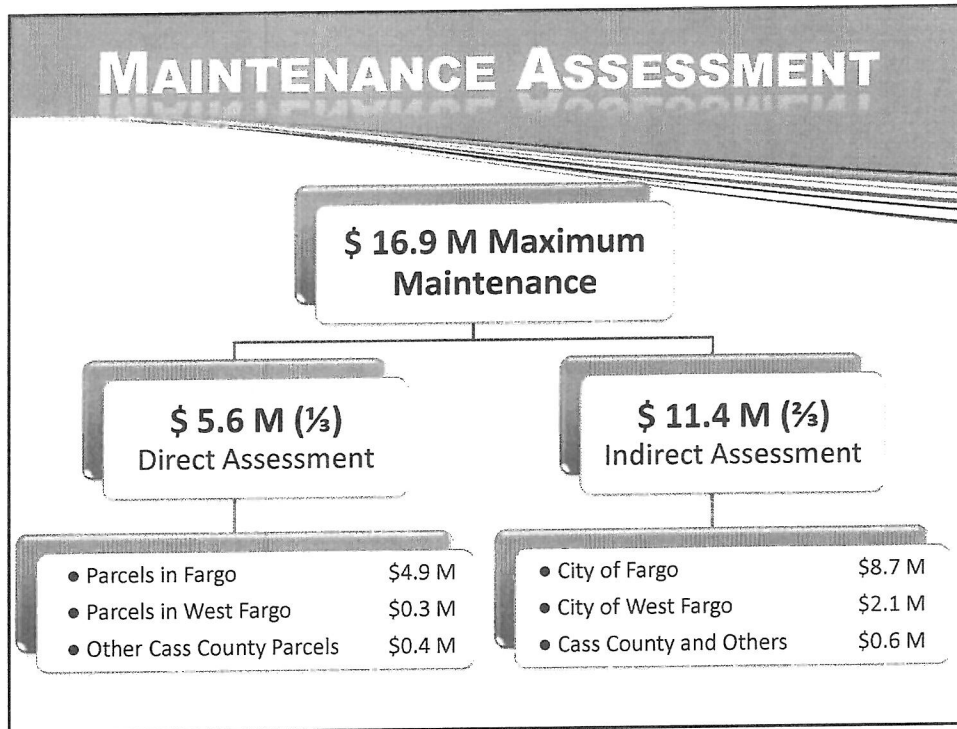 MAINTENANCE ASSESSMENT
$ 16.9 M Maximum
Maintenance
$ 5.6 M (⅓)
Direct Assessment
$ 11.4 M (⅔)
Indirect Assessment
• Parcels in Fargo $4.9 M
• Parcels in West Fargo $0.3 M
• Other Cass County Parcels $0.4 M
• City of Fargo $8.7 M
• City of West Fargo $2.1 M
• Cass County and Others $0.6 M